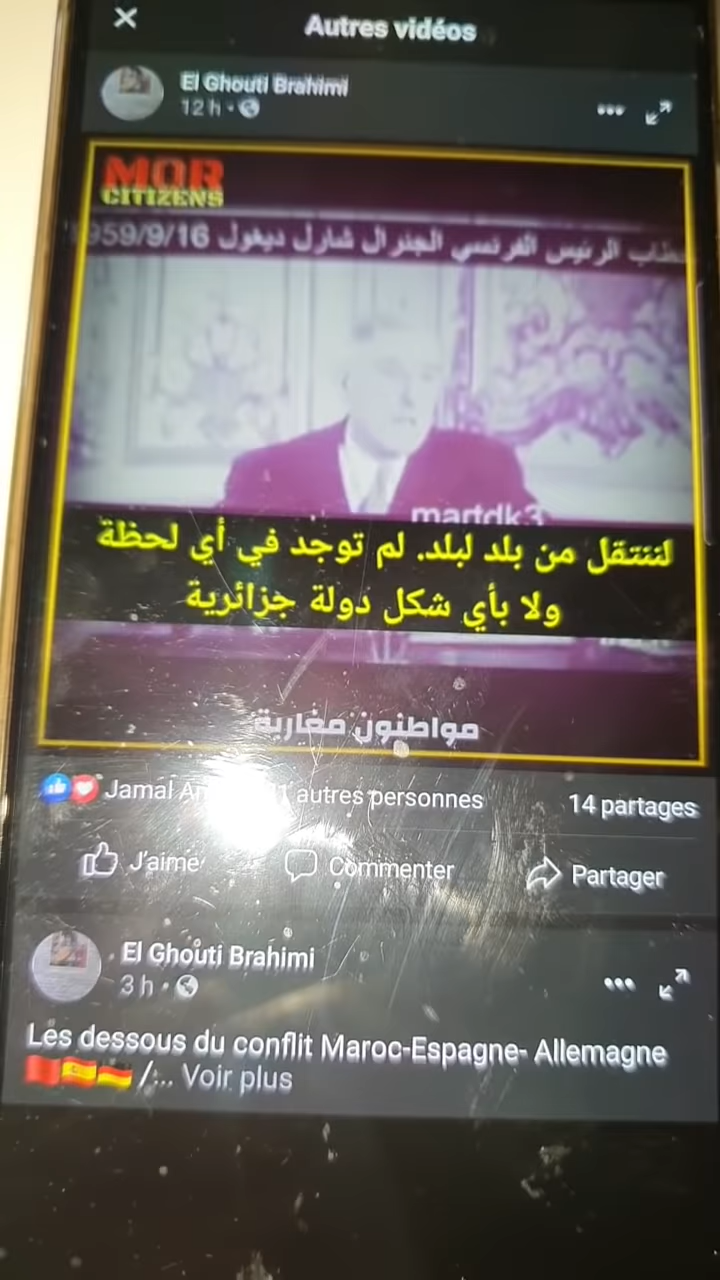 Autres vidéos
El Ghouti Brahimi
12 h
MOR
CITIZENS
خطاب الرئيس الفرنسي الجنرال شارل ديغول 1959/9/16
martdk3
لننتقل من بلد لبلد. لم توجد في أي لحظة
ولا بأي شكل دولة جزائرية
مواطنون مغاربة
Jamal 1 autres personnes
14 partages
J'aime
Commenter
Partager
El Ghouti Brahimi
3 h
Les dessous du conflit Maroc-Espagne- Allemagne
/... Voir plus